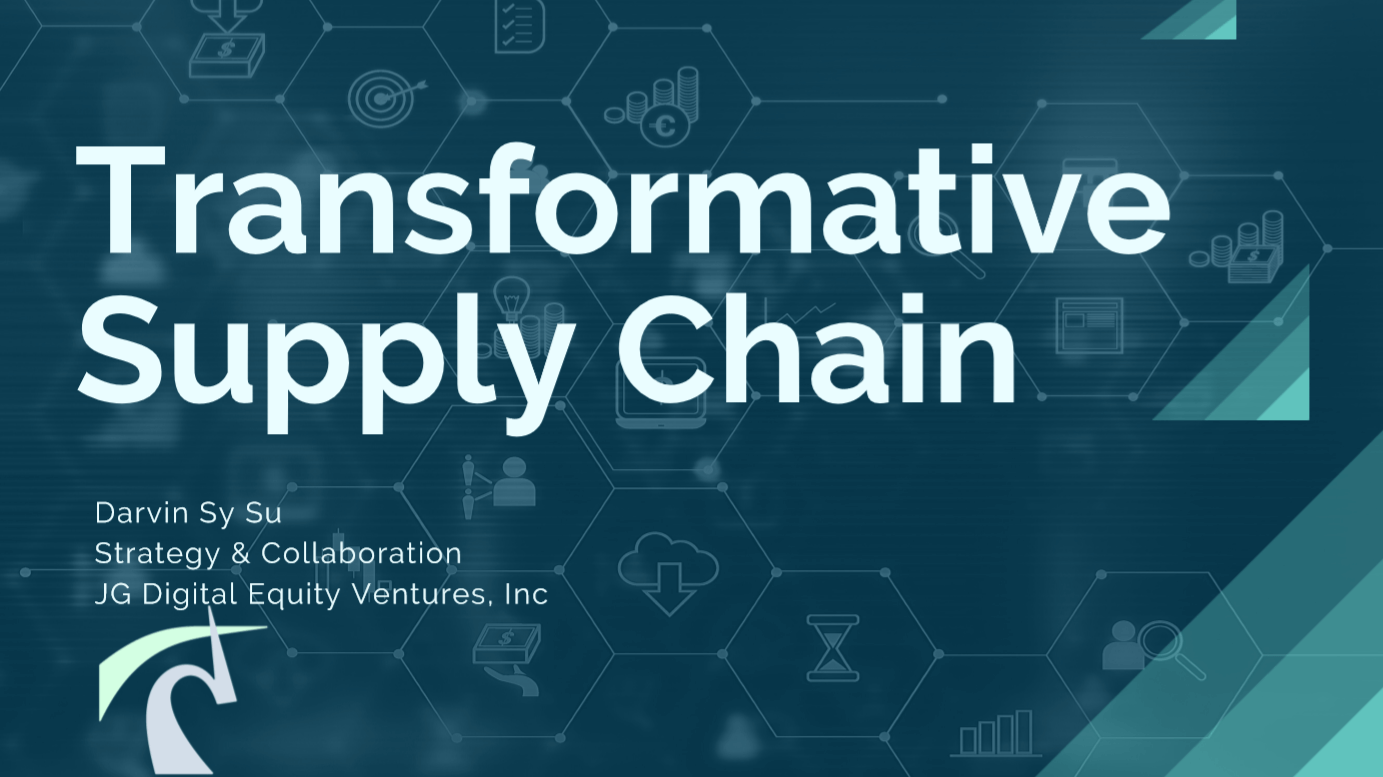 Transformative
Supply Chain
Darvin Sy Su
Strategy & Collaboration
JG Digital Equity Ventures, Inc